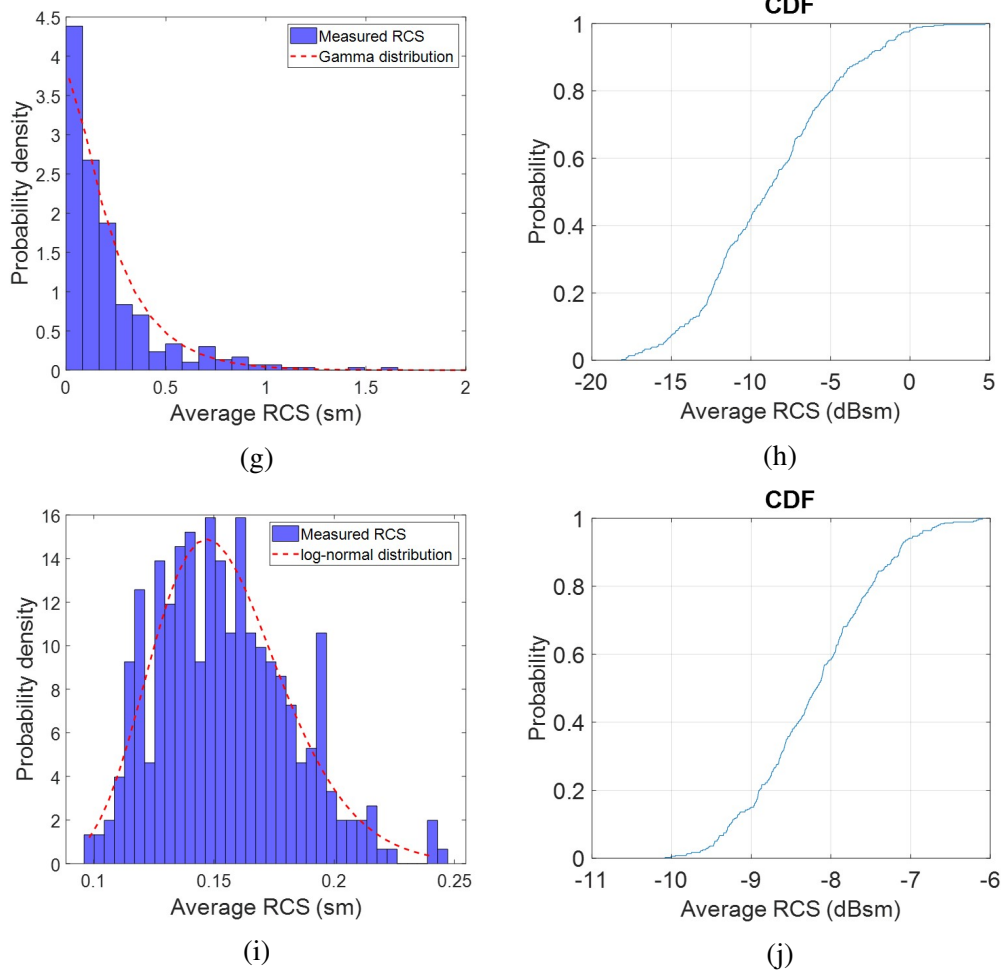 4.5
4
3.5
3
2.5
2
1.5
1
0.5
0
Probability density
Measured RCS
Gamma distribution
0 0.5 1 1.5 2
Average RCS (sm)
(g)
CDF
1
0.8
0.6
0.4
0.2
0
Probability
-20 -15 -10 -5 0 5
Average RCS (dBsm)
(h)
16
14
12
10
8
6
4
2
0
Probability density
Measured RCS
log-normal distribution
0.1 0.15 0.2 0.25
Average RCS (sm)
(i)
CDF
1
0.8
0.6
0.4
0.2
0
Probability
-11 -10 -9 -8 -7 -6
Average RCS (dBsm)
(j)